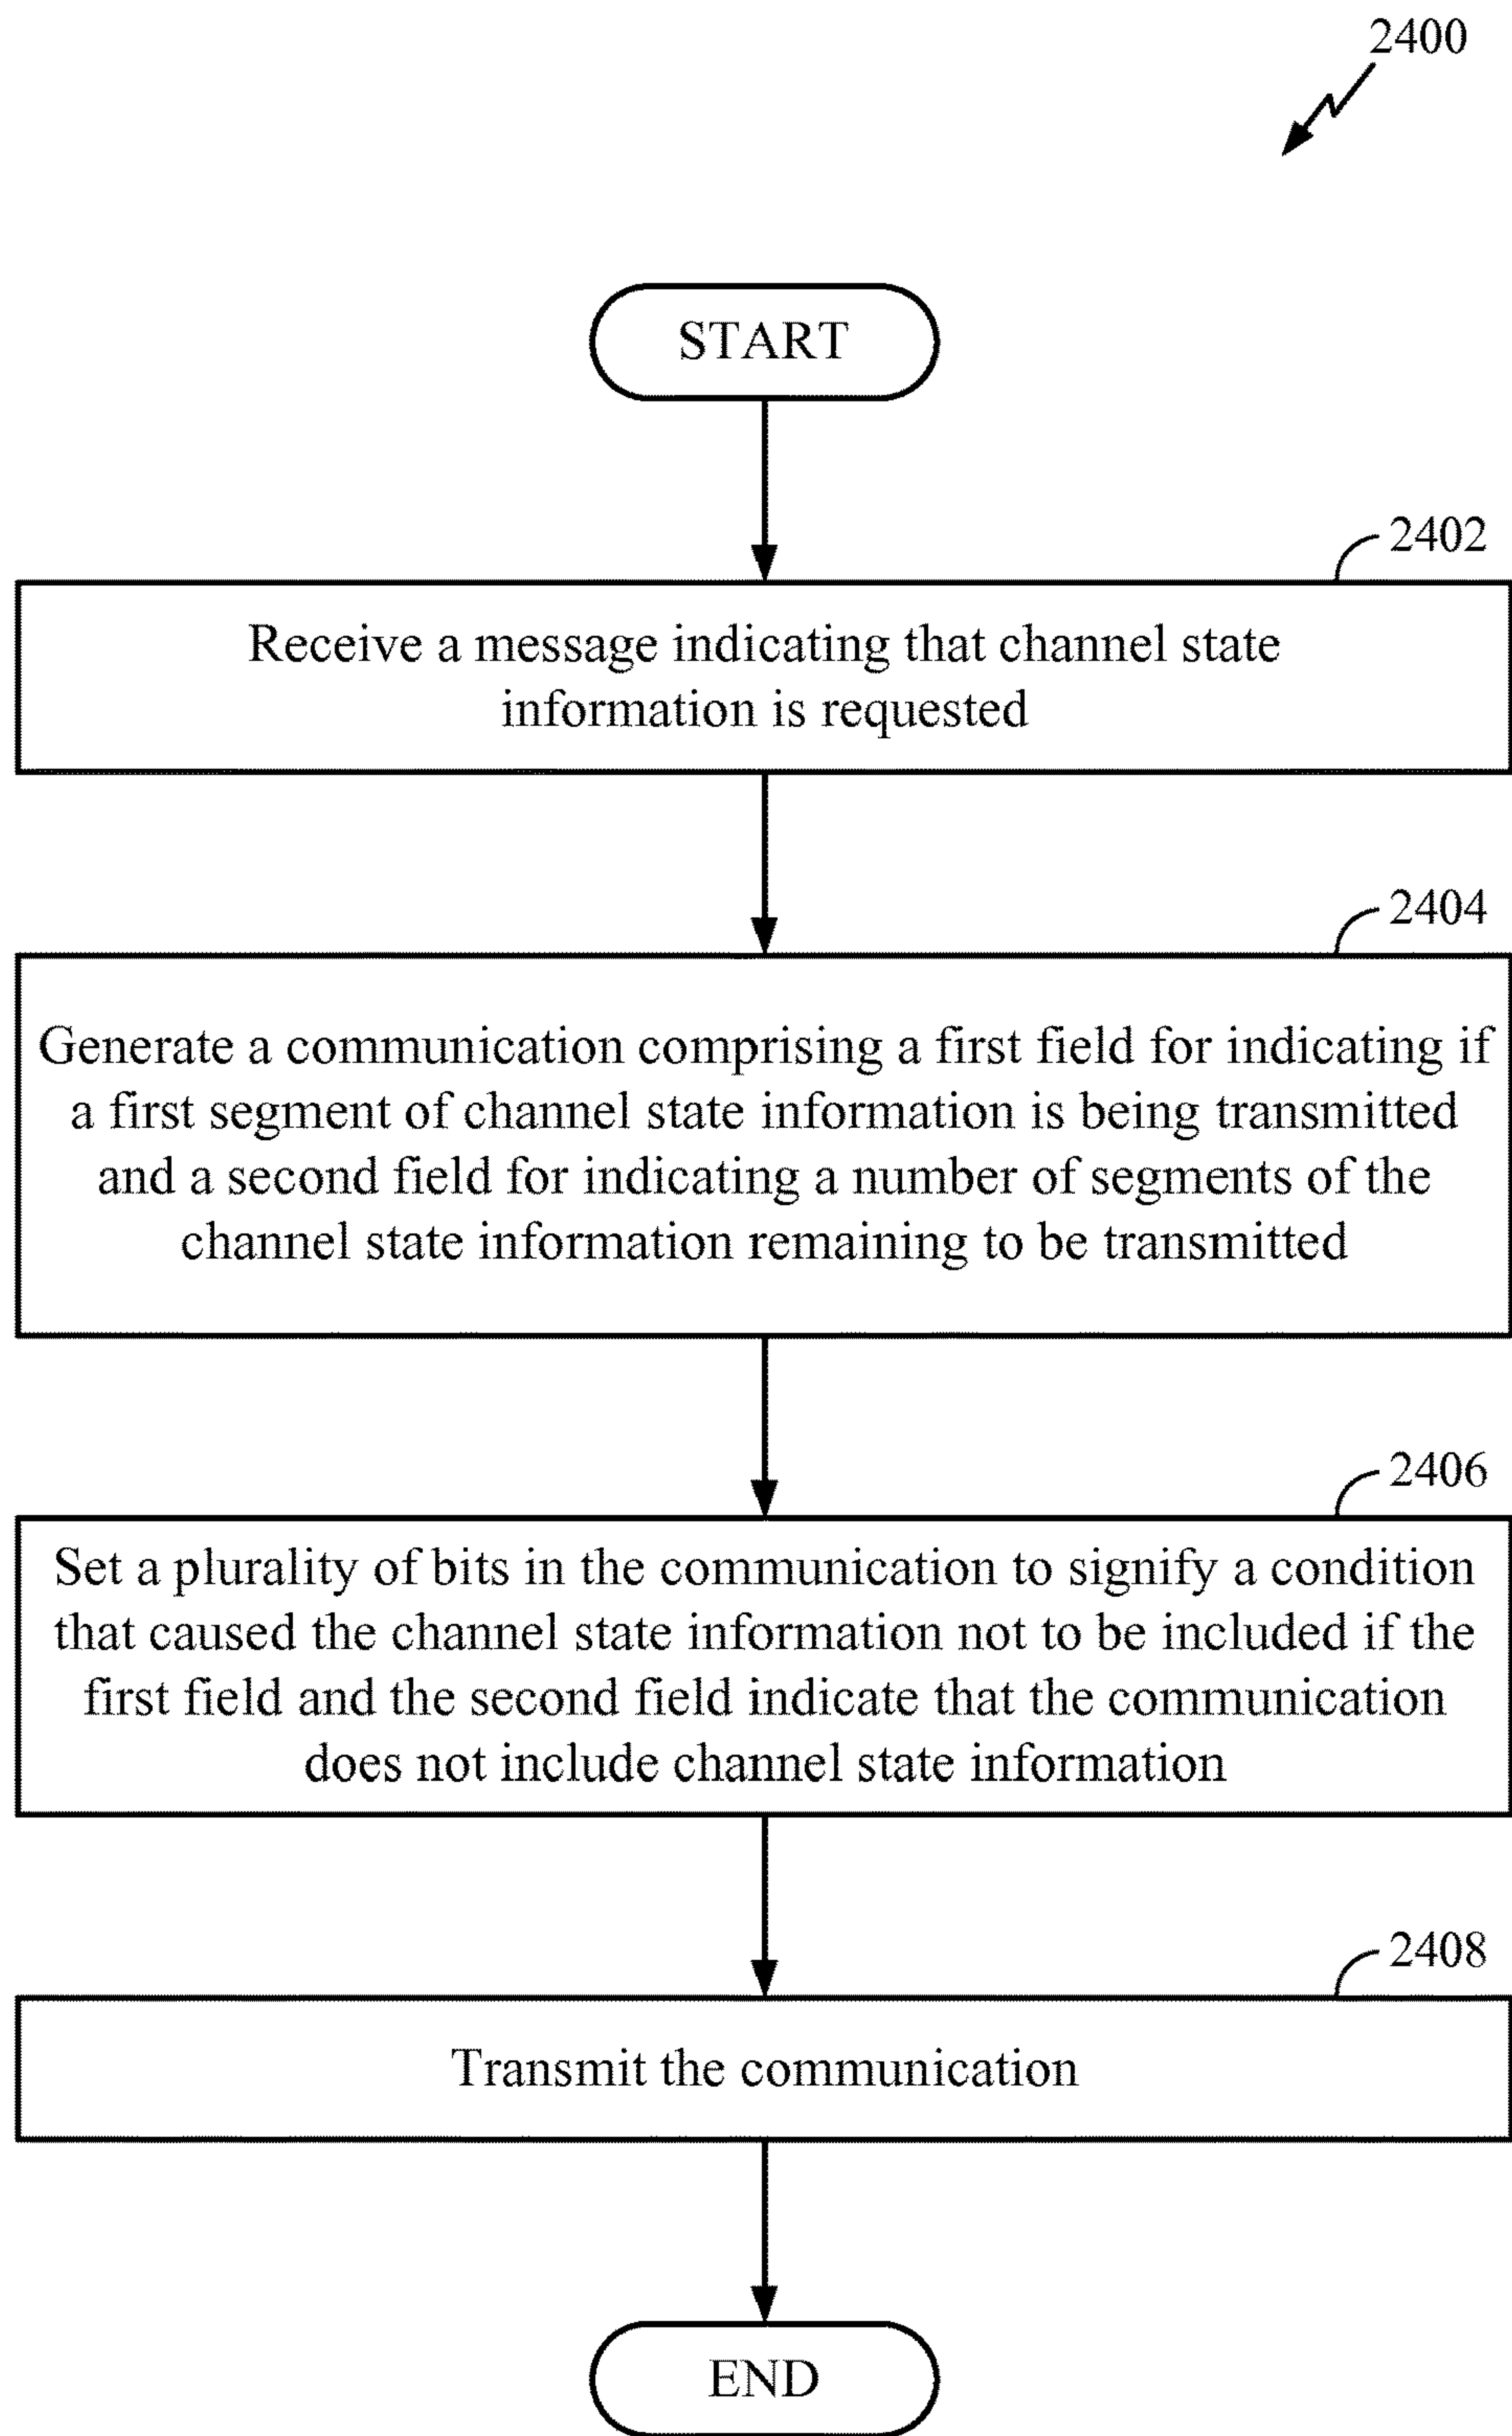 2400
START
2402
Receive a message indicating that channel state
information is requested
2404
Generate a communication comprising a first field for indicating if
a first segment of channel state information is being transmitted
and a second field for indicating a number of segments of the
channel state information remaining to be transmitted
2406
Set a plurality of bits in the communication to signify a condition
that caused the channel state information not to be included if the
first field and the second field indicate that the communication
does not include channel state information
2408
Transmit the communication
END